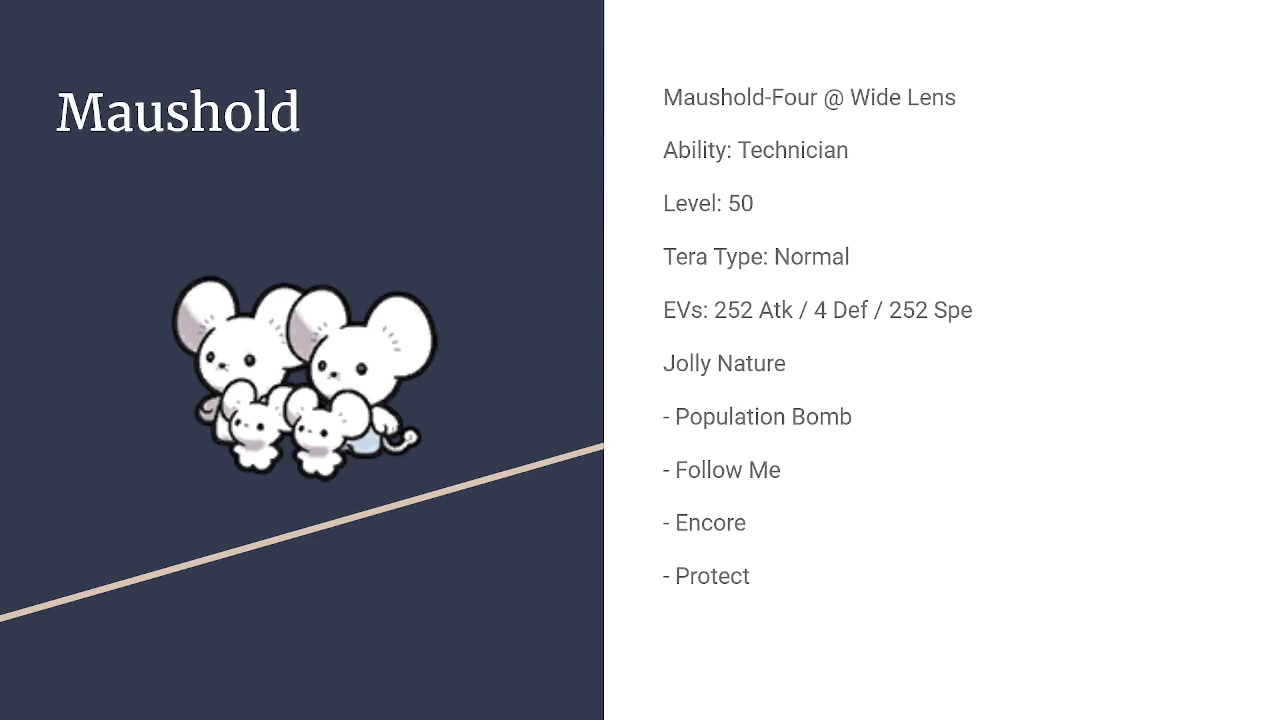 Maushold
Maushold-Four @ Wide Lens
Ability: Technician
Level: 50
Tera Type: Normal
EVs: 252 Atk / 4 Def / 252 Spe
Jolly Nature
- Population Bomb
- Follow Me
- Encore
- Protect